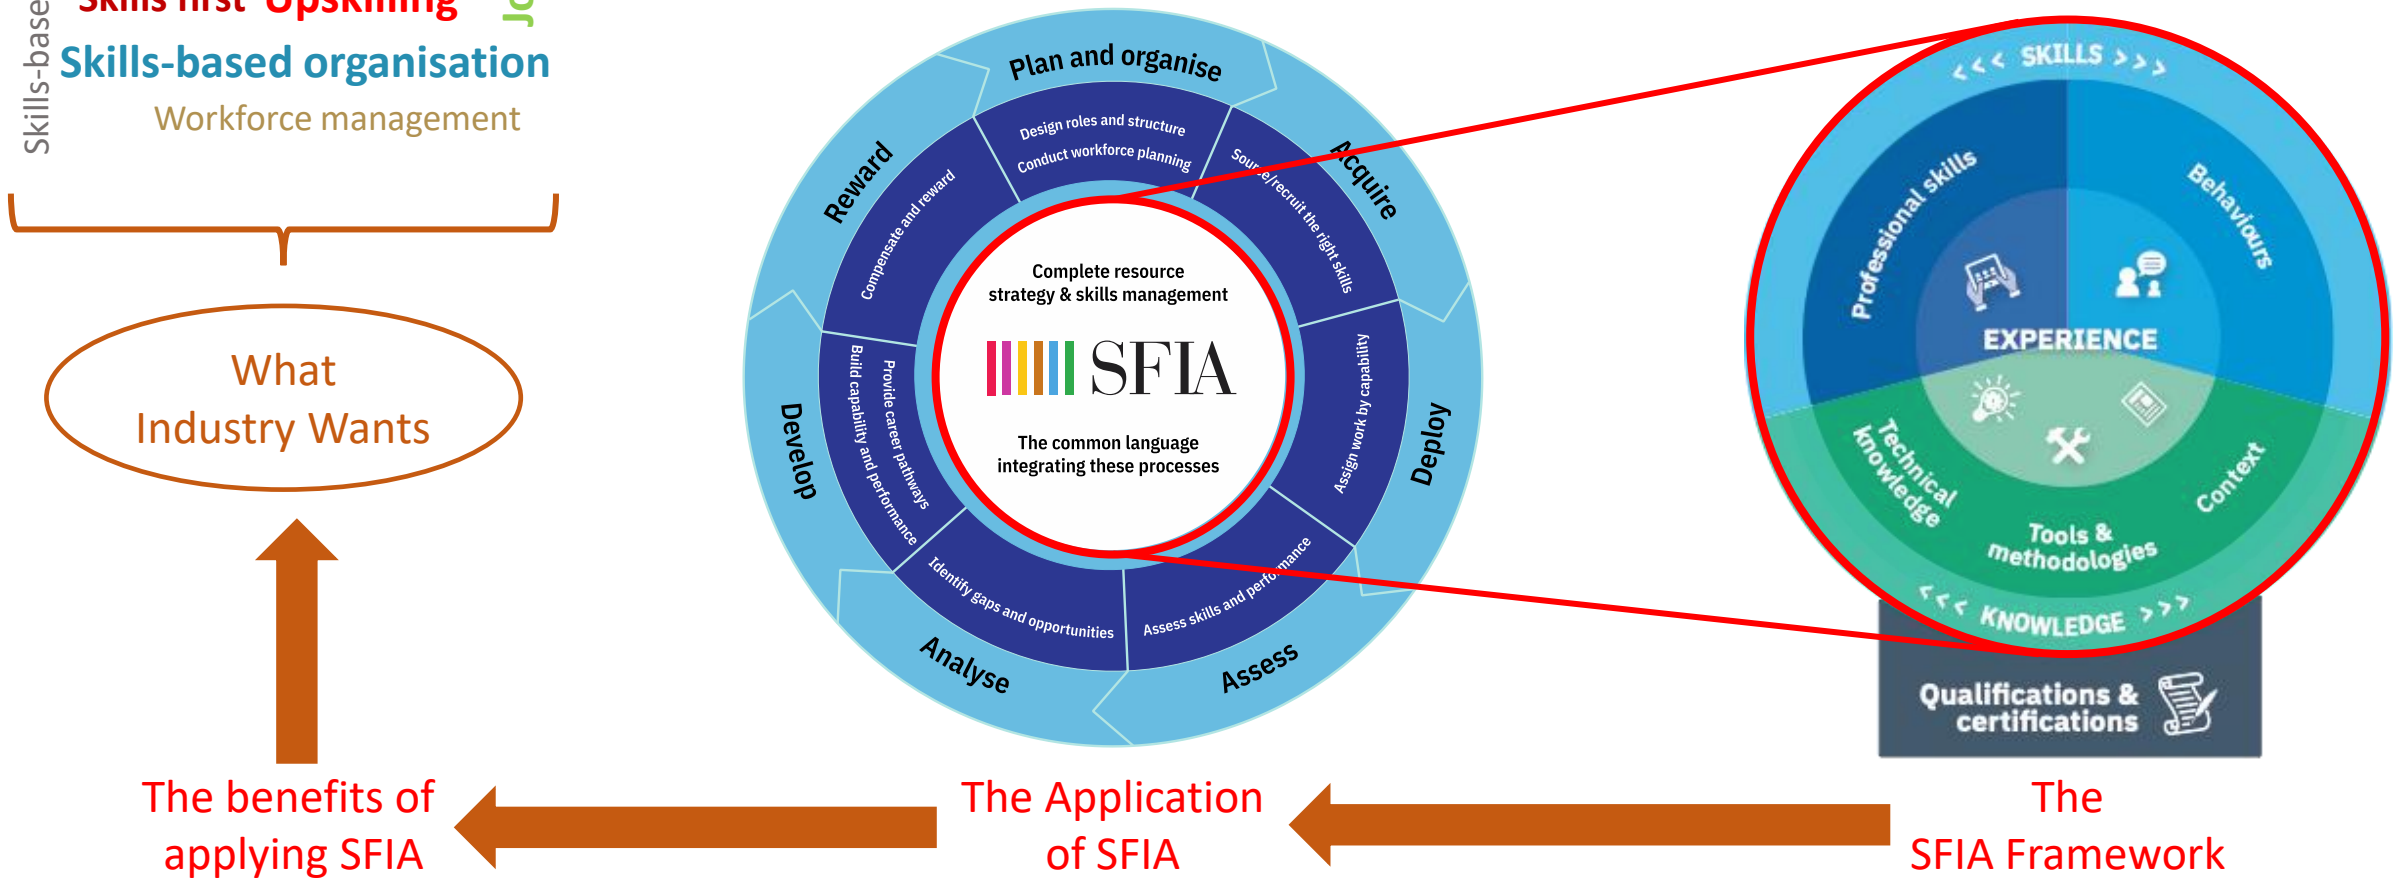 Skills first Upskilling
Skills-based organisation
Workforce management
What
Industry Wants
The benefits of
applying SFIA
Plan and organise
Design roles and structure
Conduct workforce planning
Acquire
Source/recruit the right skills
Deploy
Assign work by capability
Assess
Assess skills and performance
Analyse
Identify gaps and opportunities
Develop
Build capability and performance
Provide career pathways
Reward
Compensate and reward
Complete resource
strategy & skills management
SFIA
The common language
integrating these processes
The Application
of SFIA
<<< SKILLS >>>
Professional skills
Behaviours
EXPERIENCE
Technical
knowledge
Tools &
methodologies
Context
<<< KNOWLEDGE >>>
Qualifications &
certifications
The
SFIA Framework